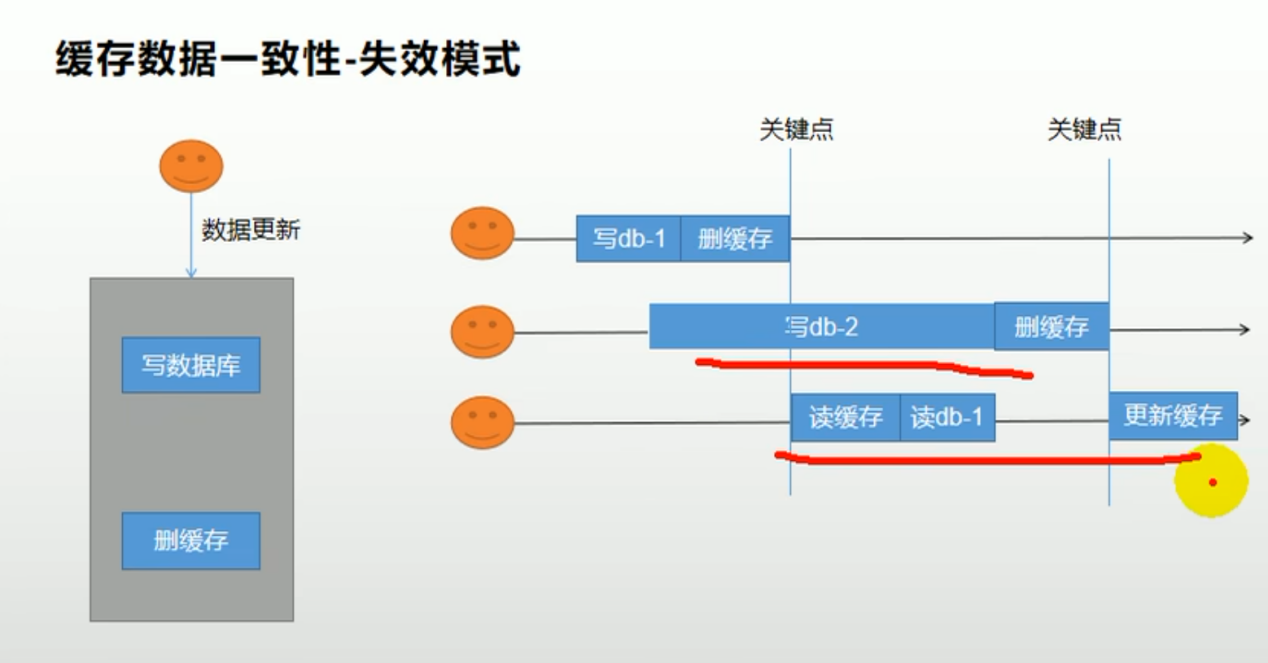 缓存数据一致性-失效模式
关键点
关键点
数据更新
写db-1
删缓存
写数据库
写db-2
删缓存
读缓存
读db-1
更新缓存
删缓存